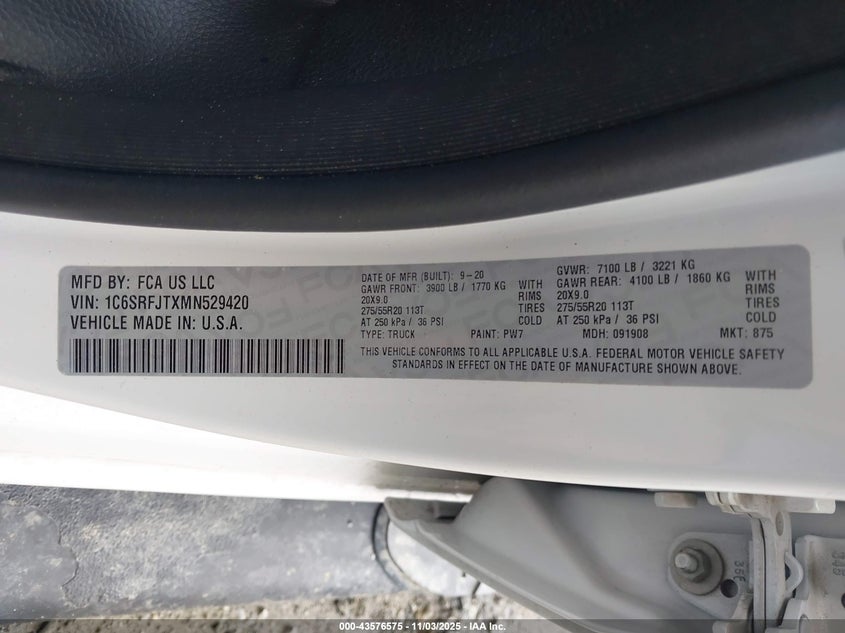 MFD BY: FCA US LLC
VIN: 1C6SRFJTXMN529420
VEHICLE MADE IN: U.S.A.
DATE OF MFR (BUILT): 9-20
GAWR FRONT: 3900 LB / 1770 KG WITH
20X9.0 RIMS
275/55R20 113T TIRES
AT 250 kPa / 36 PSI COLD
TYPE: TRUCK PAINT: PW7
GVWR: 7100 LB / 3221 KG
GAWR REAR: 4100 LB / 1860 KG WITH
20X9.0 RIMS
275/55R20 113T TIRES
AT 250 kPa / 36 PSI COLD
MDH: 091908 MKT: 875
THIS VEHICLE CONFORMS TO ALL APPLICABLE U.S.A. FEDERAL MOTOR VEHICLE SAFETY
STANDARDS IN EFFECT ON THE DATE OF MANUFACTURE SHOWN ABOVE.
000-43576575 - 11/03/2025 - IAA Inc.